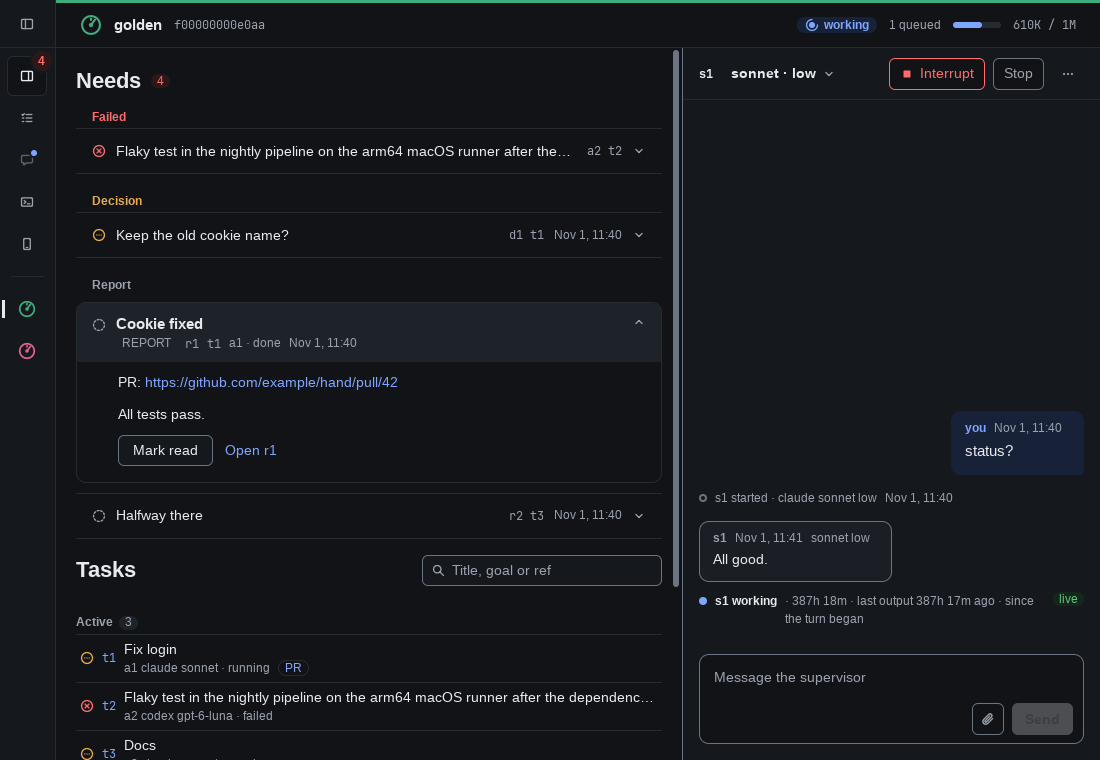 golden f00000000e0aa
working 1 queued 610K / 1M
4
Needs 4
Failed
Flaky test in the nightly pipeline on the arm64 macOS runner after the… a2 t2
Decision
Keep the old cookie name? d1 t1 Nov 1, 11:40
Report
Cookie fixed
REPORT r1 t1 a1 · done Nov 1, 11:40
PR: https://github.com/example/hand/pull/42
All tests pass.
Mark read Open r1
Halfway there r2 t3 Nov 1, 11:40
Tasks
Title, goal or ref
Active 3
t1 Fix login
a1 claude sonnet · running PR
t2 Flaky test in the nightly pipeline on the arm64 macOS runner after the dependenc…
a2 codex gpt-6-luna · failed
t3 Docs
s1 sonnet · low Interrupt Stop
you Nov 1, 11:40
status?
s1 started · claude sonnet low Nov 1, 11:40
s1 Nov 1, 11:41 sonnet low
All good.
s1 working · 387h 18m · last output 387h 17m ago · since
the turn began
live
Message the supervisor
Send